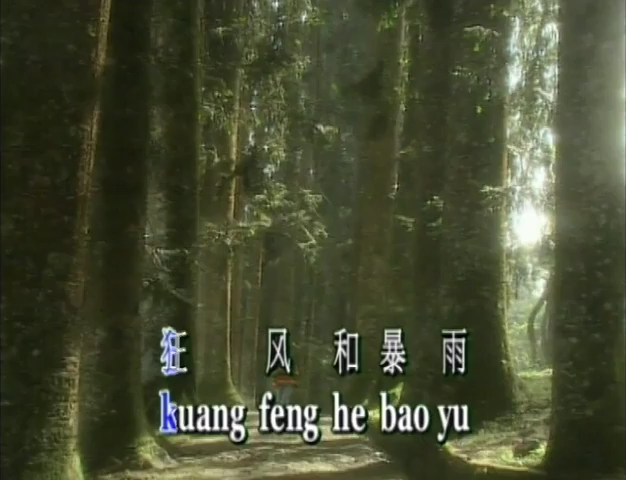 狂 风 和 暴 雨
kuang feng he bao yu